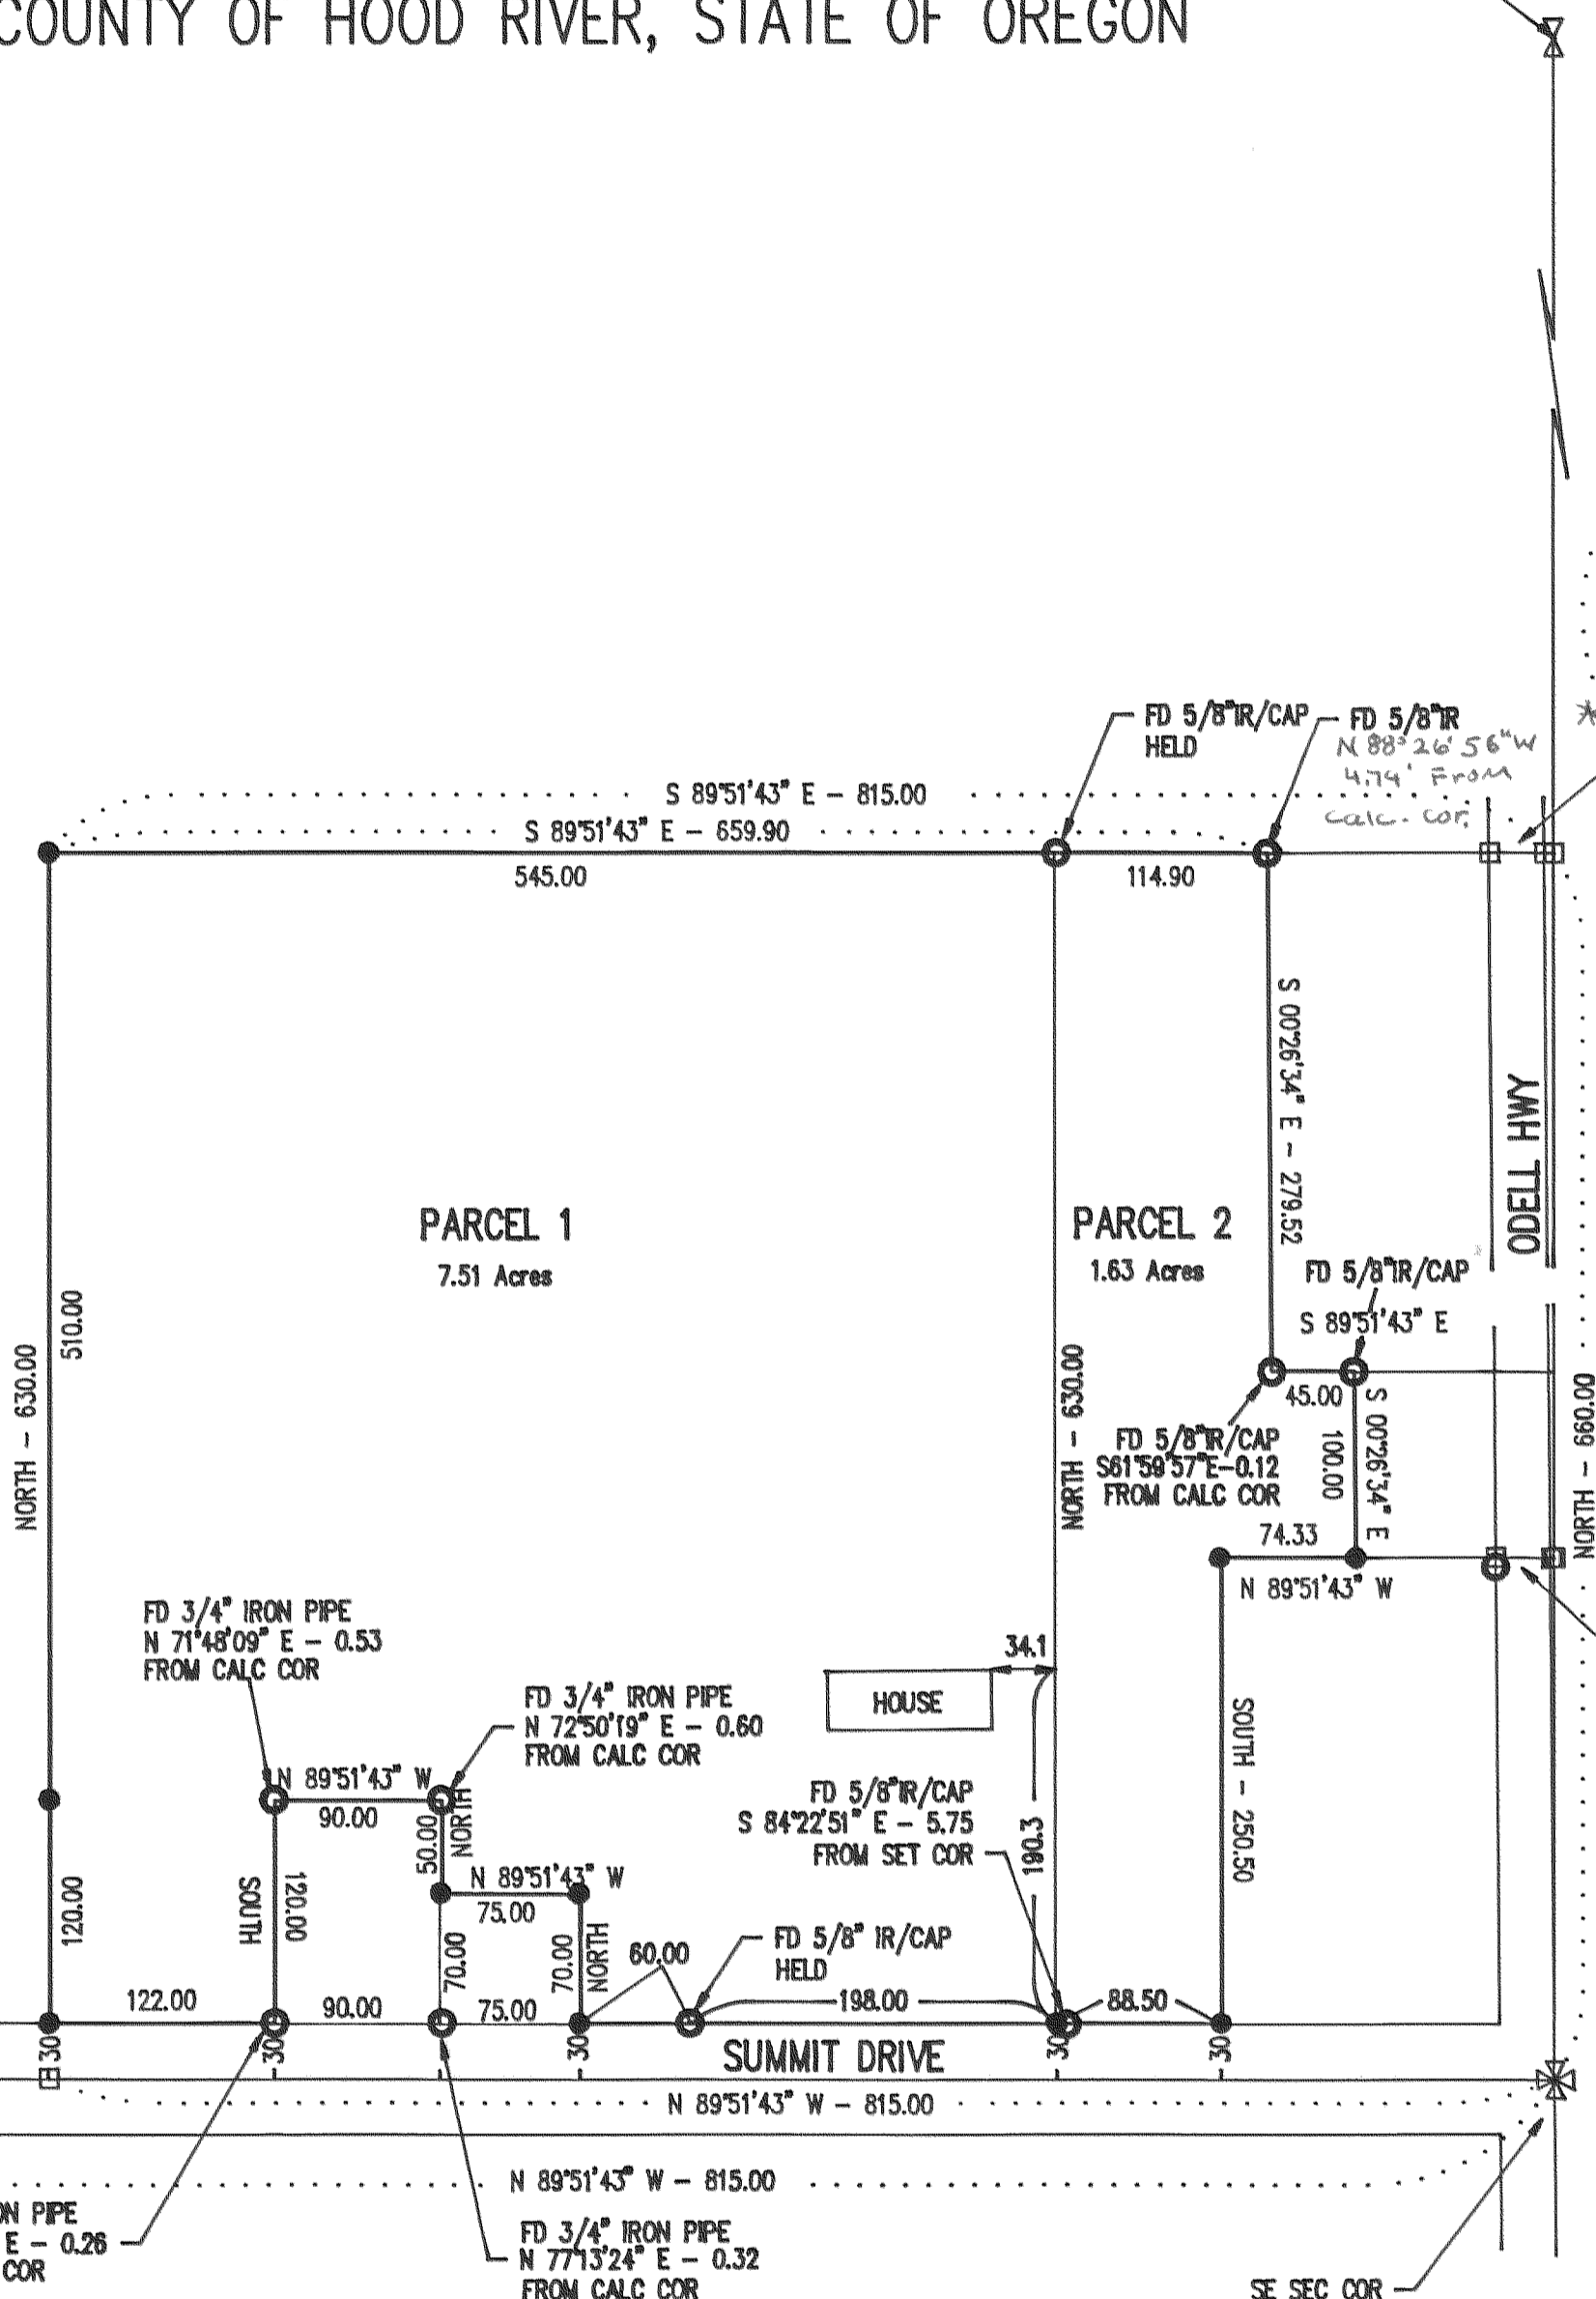 COUNTY OF HOOD RIVER, STATE OF OREGON
FD 5/8"IR/CAP
HELD
FD 5/8"IR
N 88°26'56"W
4.74' From
calc. cor.
S 89°51'43" E - 815.00
S 89°51'43" E - 659.90
545.00
114.90
S 00°26'34" E - 279.52
ODELL HWY
PARCEL 1
7.51 Acres
PARCEL 2
1.63 Acres
FD 5/8"IR/CAP
S 89°51'43" E
45.00
510.00
NORTH - 630.00
NORTH - 630.00
NORTH - 660.00
FD 5/8"IR/CAP
S61°59'57"E-0.12
FROM CALC COR
100.00
S 00°26'34" E
74.33
N 89°51'43" W
FD 3/4" IRON PIPE
N 71°48'09" E - 0.53
FROM CALC COR
34.1
HOUSE
FD 3/4" IRON PIPE
N 72°50'19" E - 0.60
FROM CALC COR
SOUTH - 250.50
N 89°51'43" W
90.00
50.00
NORTH
FD 5/8"IR/CAP
S 84°22'51" E - 5.75
FROM SET COR
190.3
120.00
SOUTH
120.00
N 89°51'43" W
75.00
70.00
70.00
NORTH
60.00
FD 5/8" IR/CAP
HELD
122.00
90.00
75.00
198.00
88.50
30
30
30
30
30
SUMMIT DRIVE
N 89°51'43" W - 815.00
N 89°51'43" W - 815.00
ON PIPE
E - 0.26
COR
FD 3/4" IRON PIPE
N 77°13'24" E - 0.32
FROM CALC COR
SE SEC COR